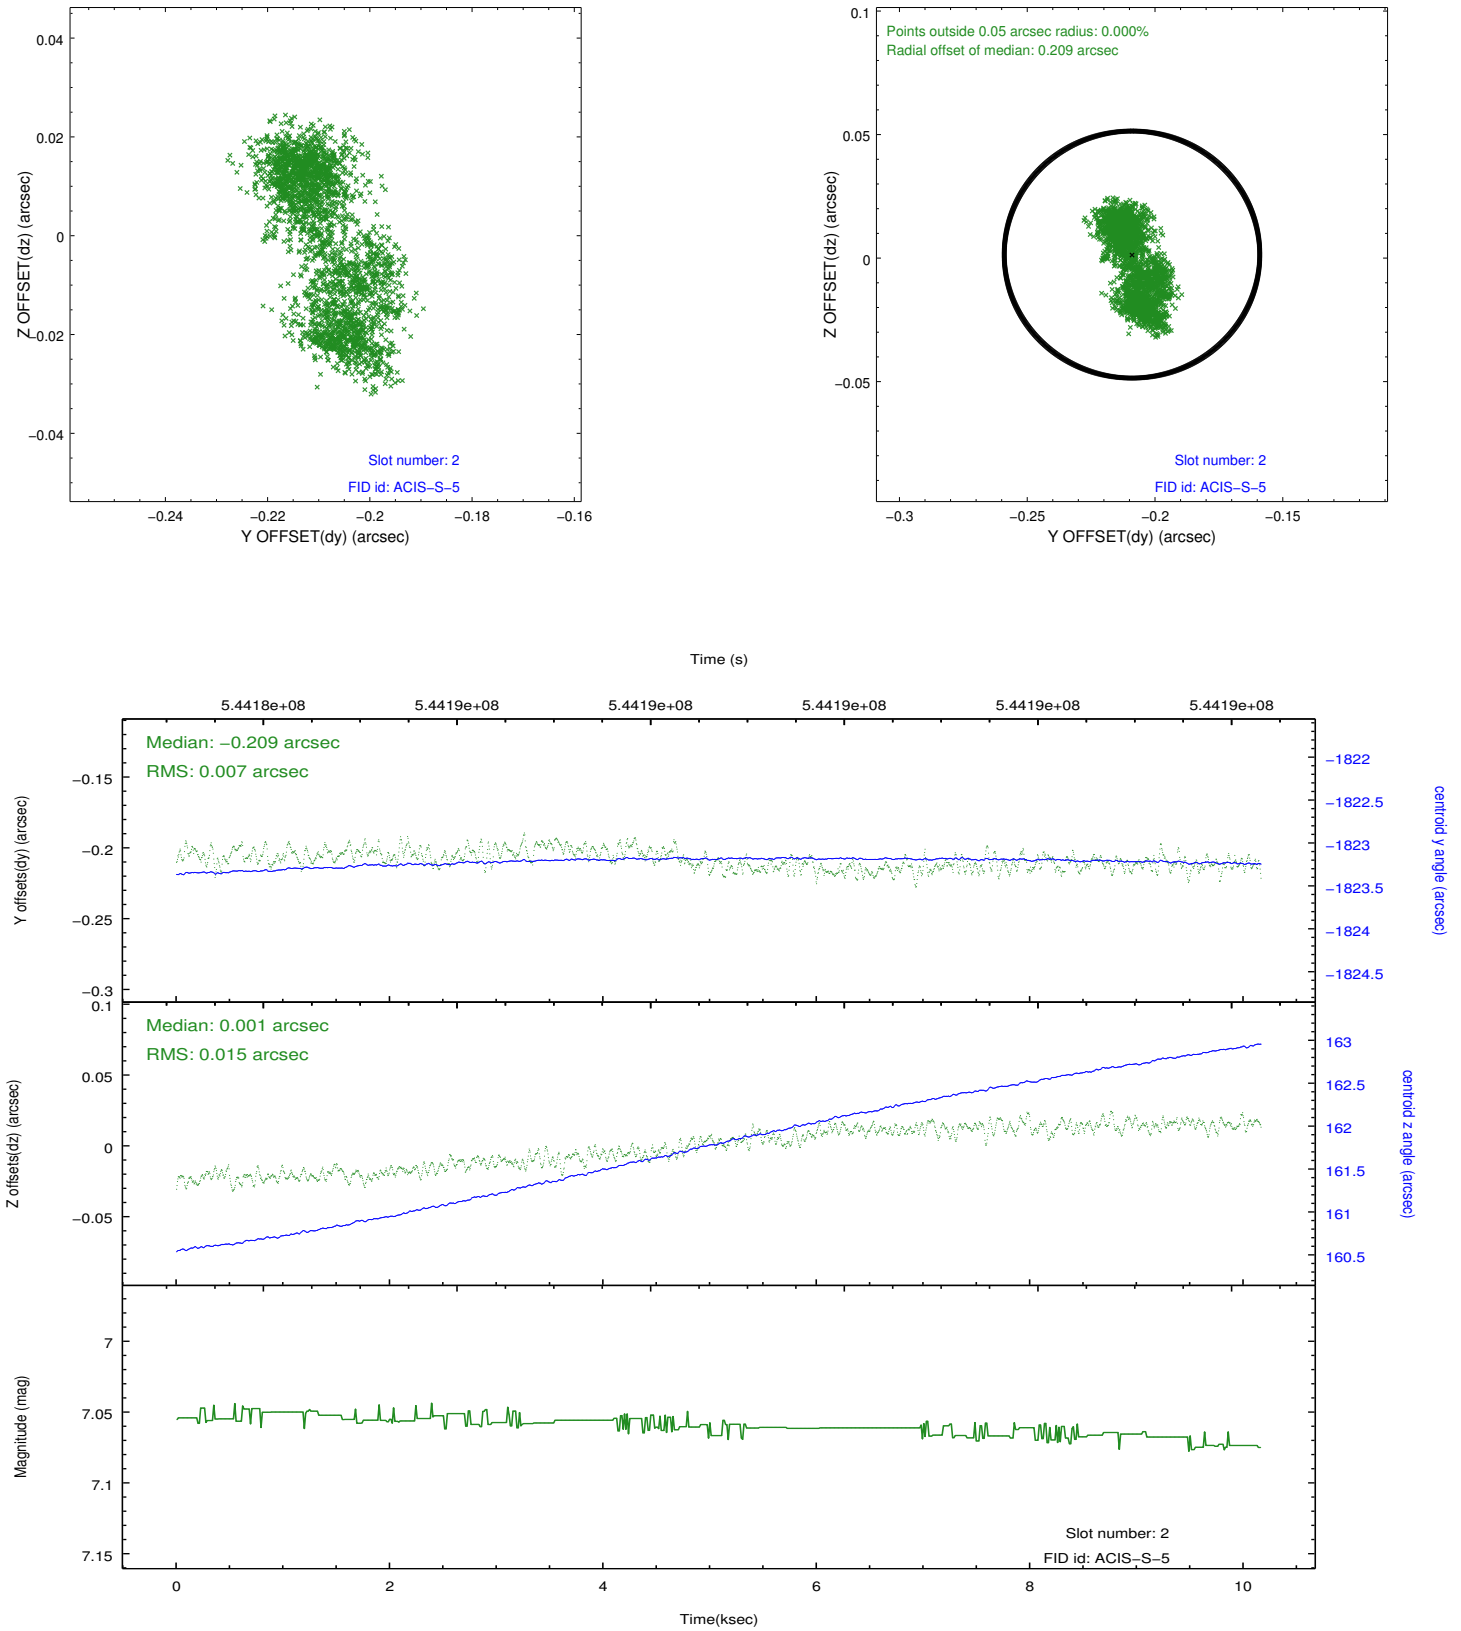 0.04
0.02
0
−0.02
−0.04
Z OFFSET(dz) (arcsec)
Slot number: 2
FID id: ACIS−S−5
−0.24
−0.22
−0.2
−0.18
−0.16
Y OFFSET(dy) (arcsec)
0.1
0.05
0
−0.05
Z OFFSET(dz) (arcsec)
Points outside 0.05 arcsec radius: 0.000%
Radial offset of median: 0.209 arcsec
Slot number: 2
FID id: ACIS−S−5
−0.3
−0.25
−0.2
−0.15
Y OFFSET(dy) (arcsec)
Time (s)
5.4418e+08
5.4419e+08
5.4419e+08
5.4419e+08
5.4419e+08
5.4419e+08
Median: −0.209 arcsec
RMS: 0.007 arcsec
−0.15
−0.2
−0.25
−0.3
Y offsets(dy) (arcsec)
−1822
−1822.5
−1823
−1823.5
−1824
−1824.5
centroid y angle (arcsec)
Median: 0.001 arcsec
RMS: 0.015 arcsec
0.1
0.05
0
−0.05
Z offsets(dz) (arcsec)
163
162.5
162
161.5
161
160.5
centroid z angle (arcsec)
7
7.05
7.1
7.15
Magnitude (mag)
Slot number: 2
FID id: ACIS−S−5
0
2
4
6
8
10
Time(ksec)